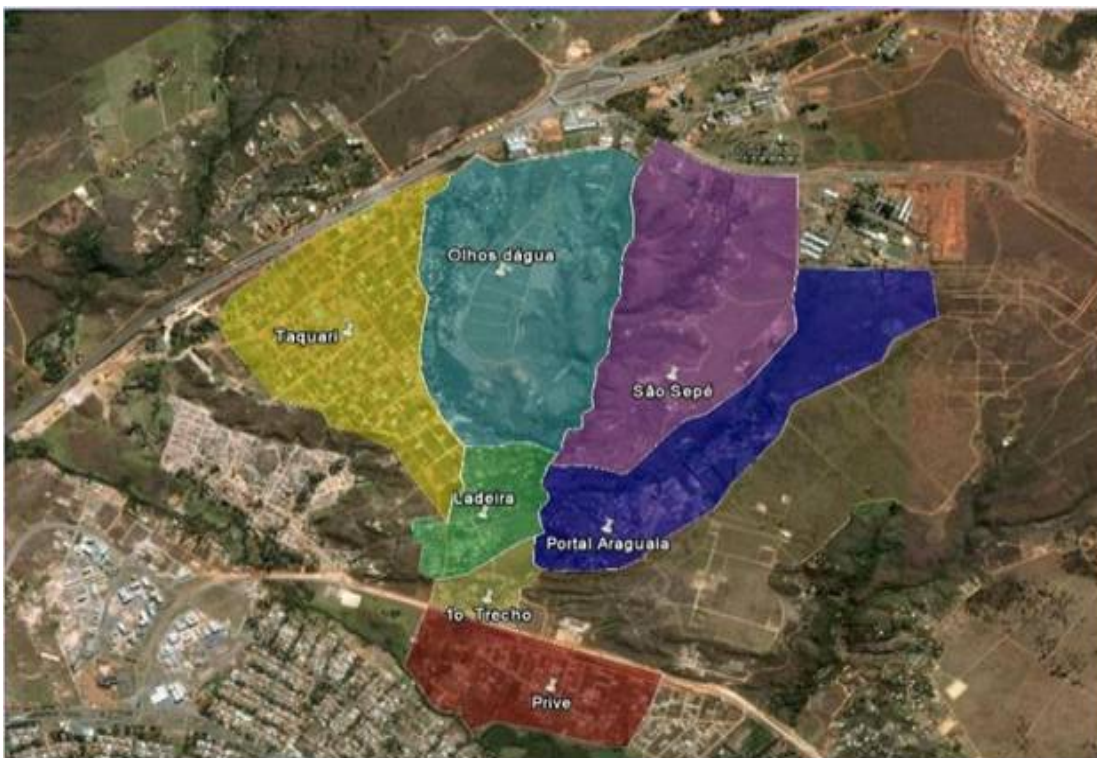 Olhos dágua
Taquari
São Sepé
Ladeira
Portal Araguaia
1o. Trecho
Prive